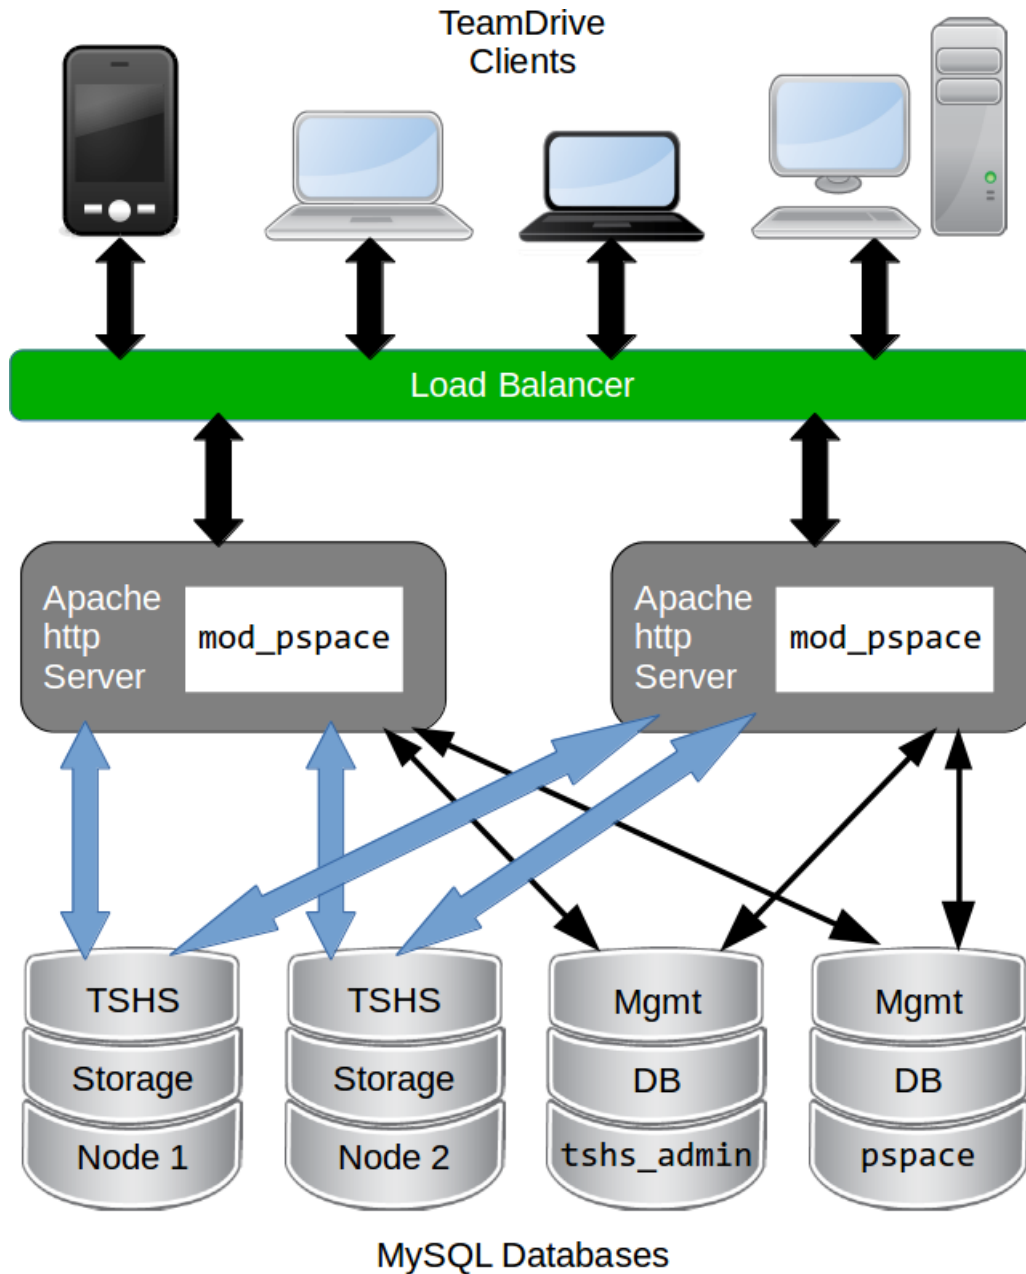 TeamDrive
Clients
Load Balancer
Apache
http
Server
mod_pspace
Apache
http
Server
mod_pspace
TSHS
Storage
Node 1
TSHS
Storage
Node 2
Mgmt
DB
tshs_admin
Mgmt
DB
pspace
MySQL Databases